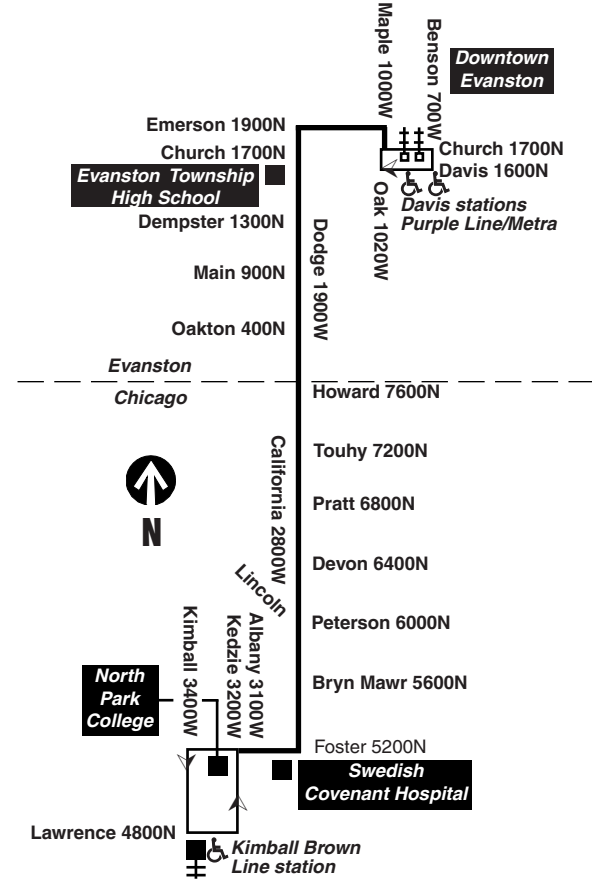 Maple 1000W
Benson 700W
Downtown
Evanston
Emerson 1900N
Church 1700N
Evanston Township
High School
Dempster 1300N
Church 1700N
Davis 1600N
Davis stations
Purple Line/Metra
Oak 1020W
Dodge 1900W
Main 900N
Oakton 400N
Evanston
Chicago
Howard 7600N
California 2800W
Touhy 7200N
N
Pratt 6800N
Devon 6400N
Lincoln
Peterson 6000N
Kimball 3400W
Kedzie 3200W
Albany 3100W
North
Park
College
Bryn Mawr 5600N
Foster 5200N
Swedish
Covenant Hospital
Lawrence 4800N
Kimball Brown
Line station